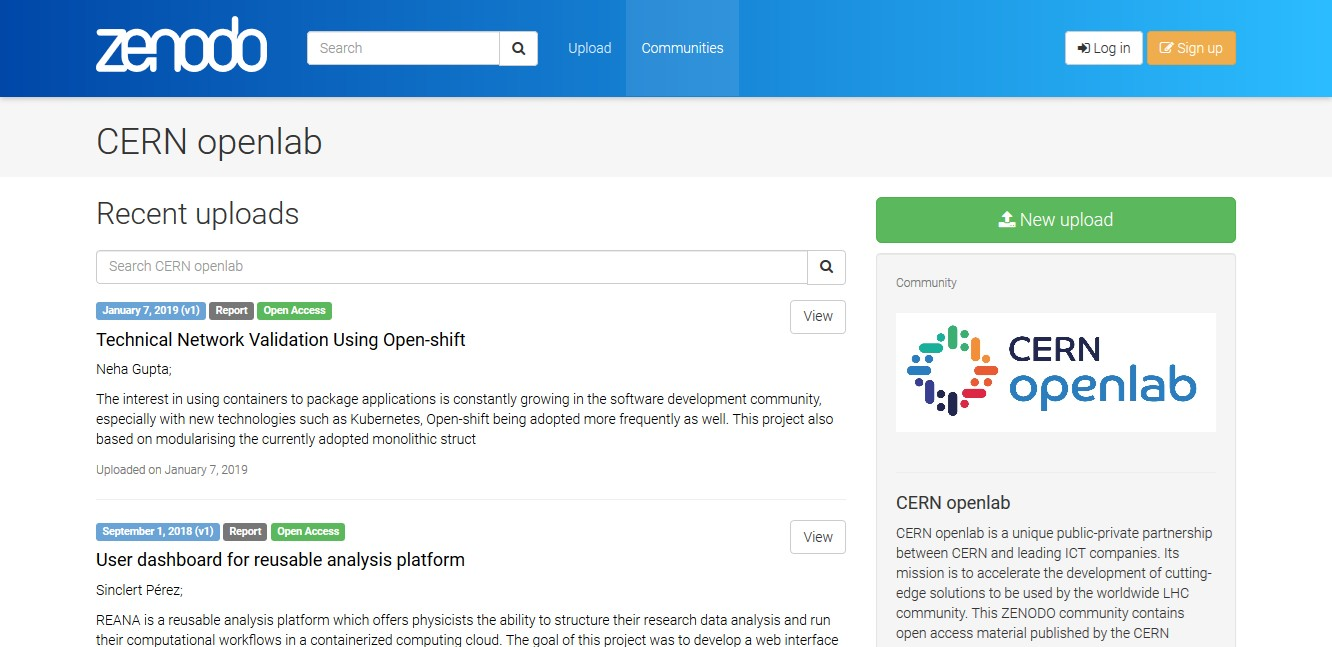 zenodo
Search
Upload
Communities
Log in
Sign up
CERN openlab
Recent uploads
New upload
Search CERN openlab
Community
January 7, 2019 (v1) Report Open Access
View
Technical Network Validation Using Open-shift
Neha Gupta;
The interest in using containers to package applications is constantly growing in the software development community,
especially with new technologies such as Kubernetes, Open-shift being adopted more frequently as well. This project also
based on modularising the currently adopted monolithic struct
Uploaded on January 7, 2019
September 1, 2018 (v1) Report Open Access
View
User dashboard for reusable analysis platform
Sinclert Pérez;
REANA is a reusable analysis platform which offers physicists the ability to structure their research data analysis and run
their computational workflows in a containerized computing cloud. The goal of this project was to develop a web interface
CERN
openlab
CERN openlab
CERN openlab is a unique public-private partnership
between CERN and leading ICT companies. Its
mission is to accelerate the development of cutting-
edge solutions to be used by the worldwide LHC
community. This ZENODO community contains
open access material published by the CERN